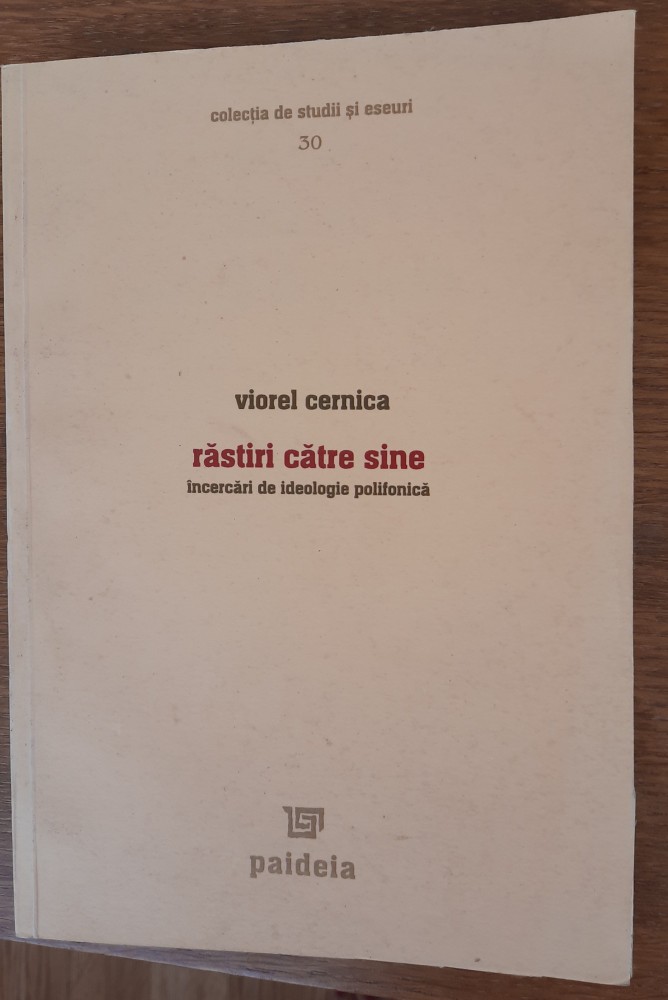 colecția de studii și eseuri
30
viorel cernica
răstiri către sine
încercări de ideologie polifonică
paideia